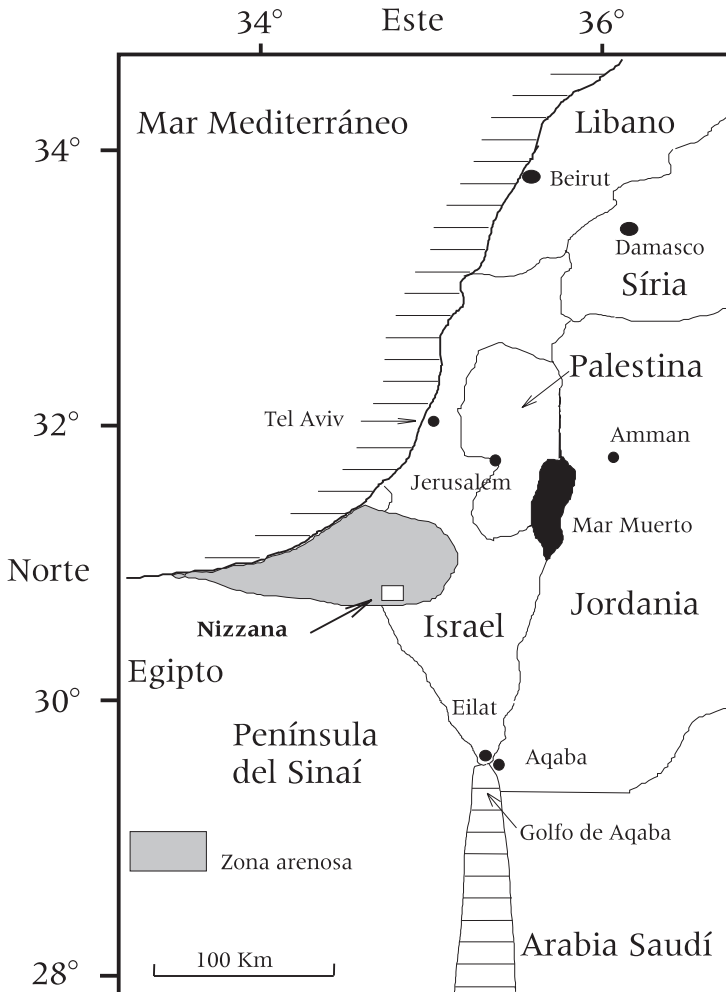 34°
Este
36°
Mar Mediterráneo
Libano
34°
Beirut
Damasco
Síria
Palestina
Tel Aviv
32°
Amman
Jerusalem
Mar Muerto
Norte
Jordania
Nizzana
Israel
Egipto
Eilat
30°
Península
del Sinaí
Aqaba
Golfo de Aqaba
Zona arenosa
Arabia Saudí
100 Km
28°